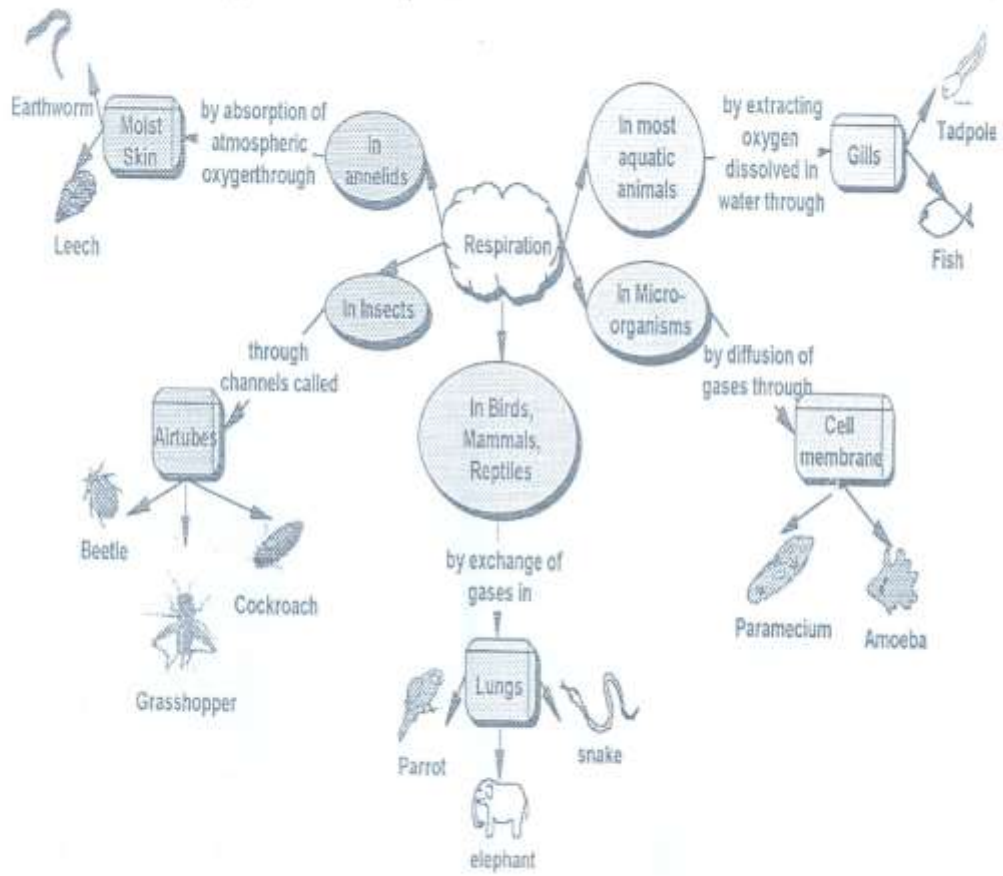 Respiration
In
annelids
by absorption of
atmospheric
oxygerthrough
Moist
Skin
Earthworm
Leech
In most
aquatic
animals
by extracting
oxygen
dissolved in
water through
Gills
Tadpole
Fish
In Insects
through
channels called
Airtubes
Beetle
Grasshopper
Cockroach
In Micro-
organisms
by diffusion of
gases through
Cell
membrane
Paramecium
Amoeba
In Birds,
Mammals,
Reptiles
by exchange of
gases in
Lungs
Parrot
elephant
snake